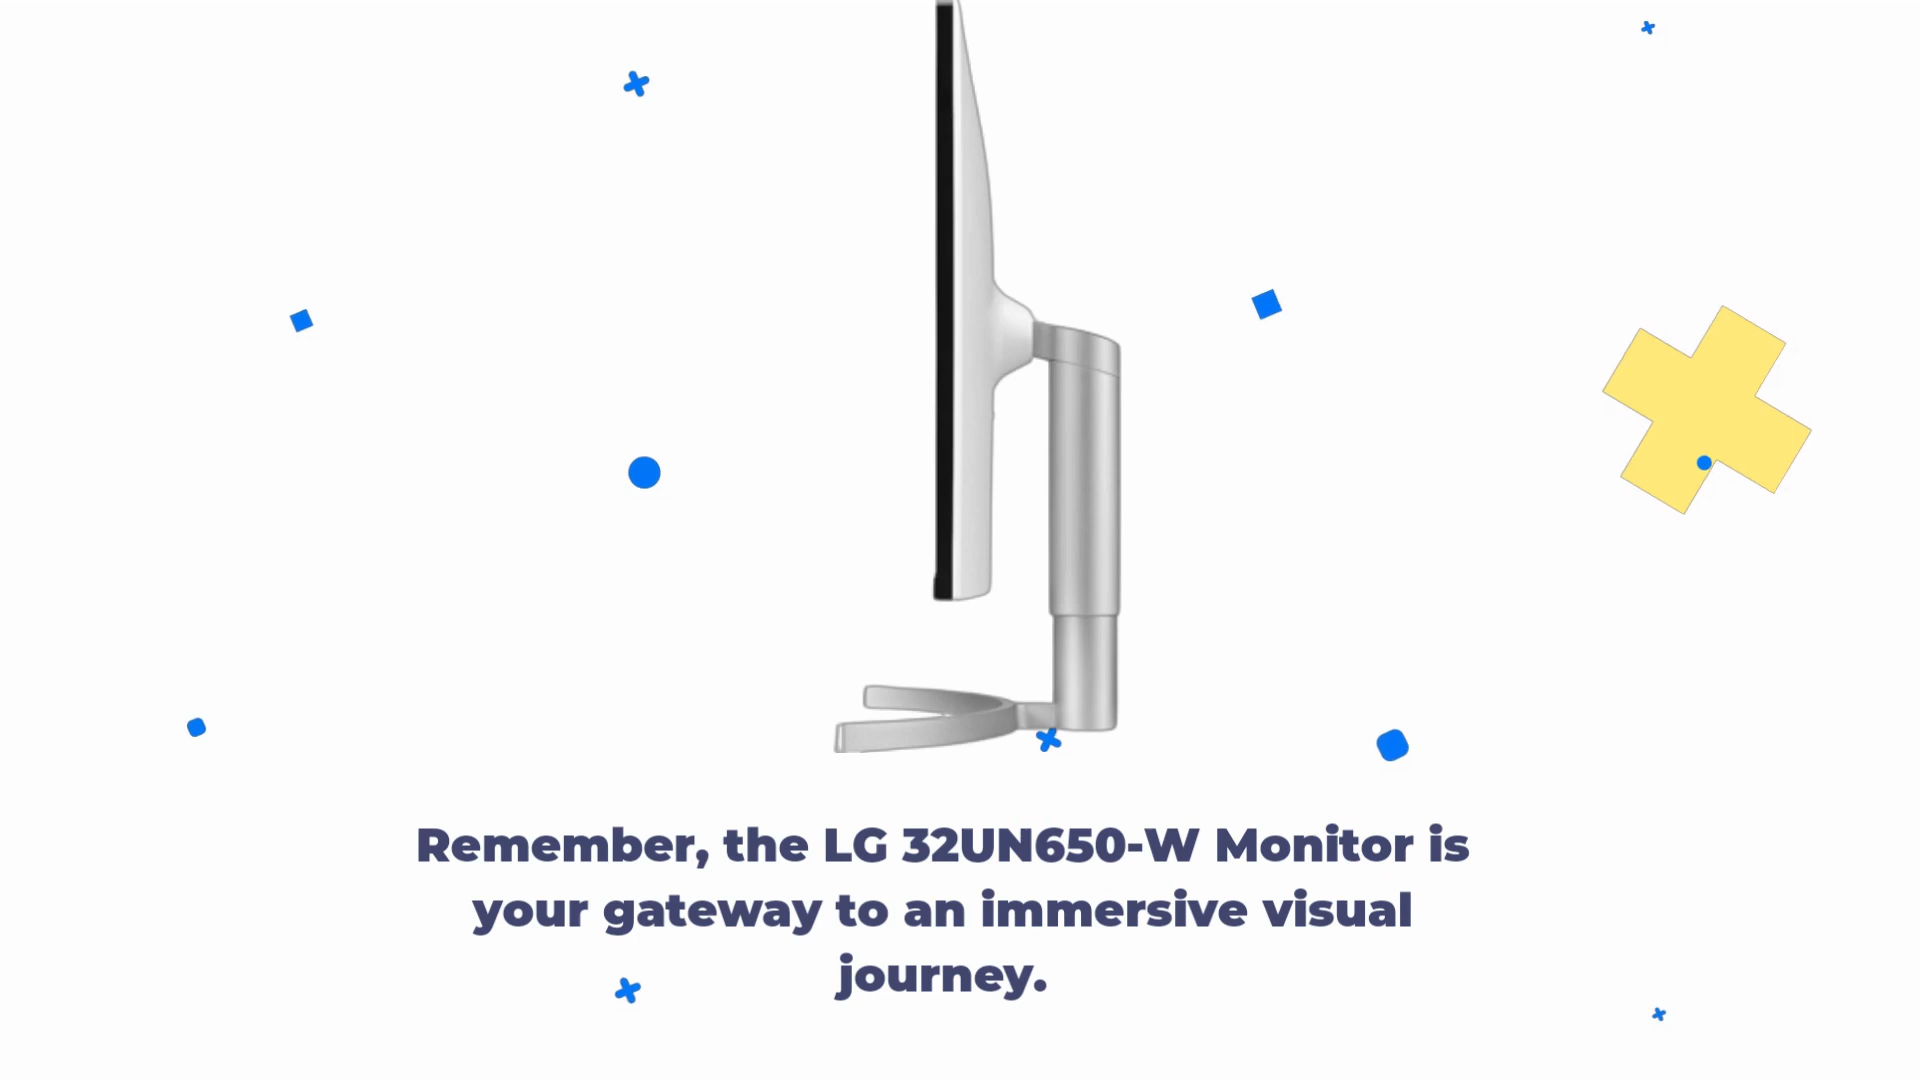 Remember, the LG 32UN650-W Monitor is
your gateway to an immersive visual
journey.